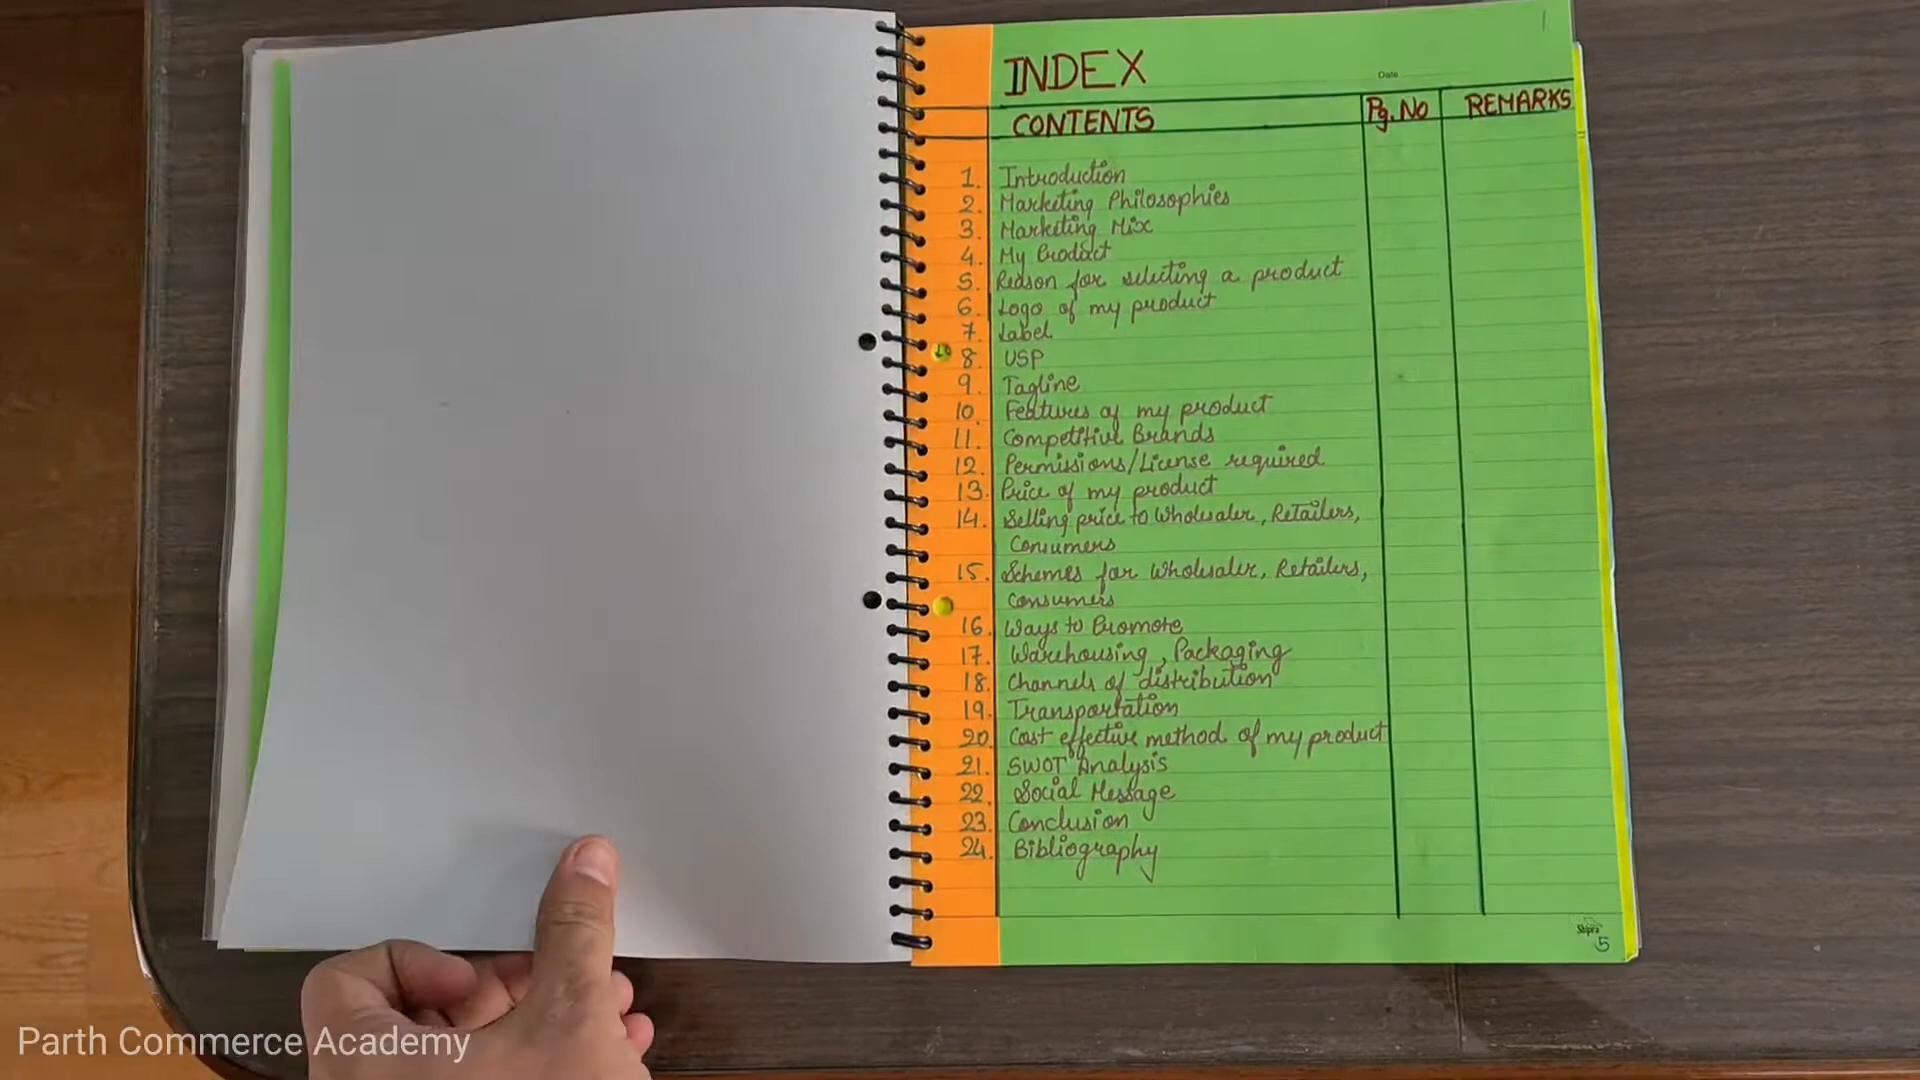 1
INDEX
Date
CONTENTS Pg. No REMARKS
1. Introduction
2. Marketing Philosophies
3. Marketing Mix
4. My Product
5. Reason for selecting a product
6. Logo of my product
7. Label
8. USP
9. Tagline
10. Features of my product
11. Competitive Brands
12. Permissions/License required
13. Price of my product
14. Selling price to Wholesaler, Retailers,
Consumers
15. Schemes for Wholesaler, Retailers,
Consumers
16. Ways to Promote
17. Warehousing, Packaging
18. Channels of distribution
19. Transportation
20. Cost effective method of my product
21. SWOT Analysis
22. Social Message
23. Conclusion
24. Bibliography
Shipra
5
Parth Commerce Academy